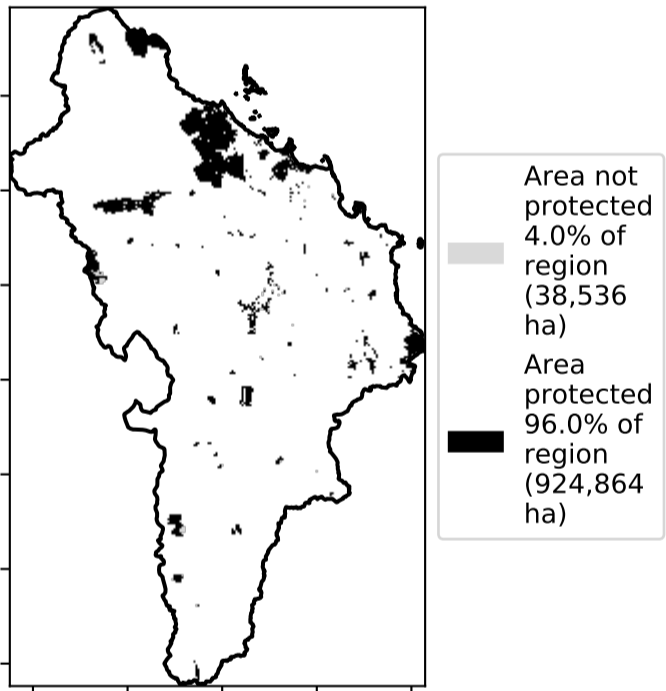 Area not
protected
4.0% of
region
(38,536
ha)
Area
protected
96.0% of
region
(924,864
ha)